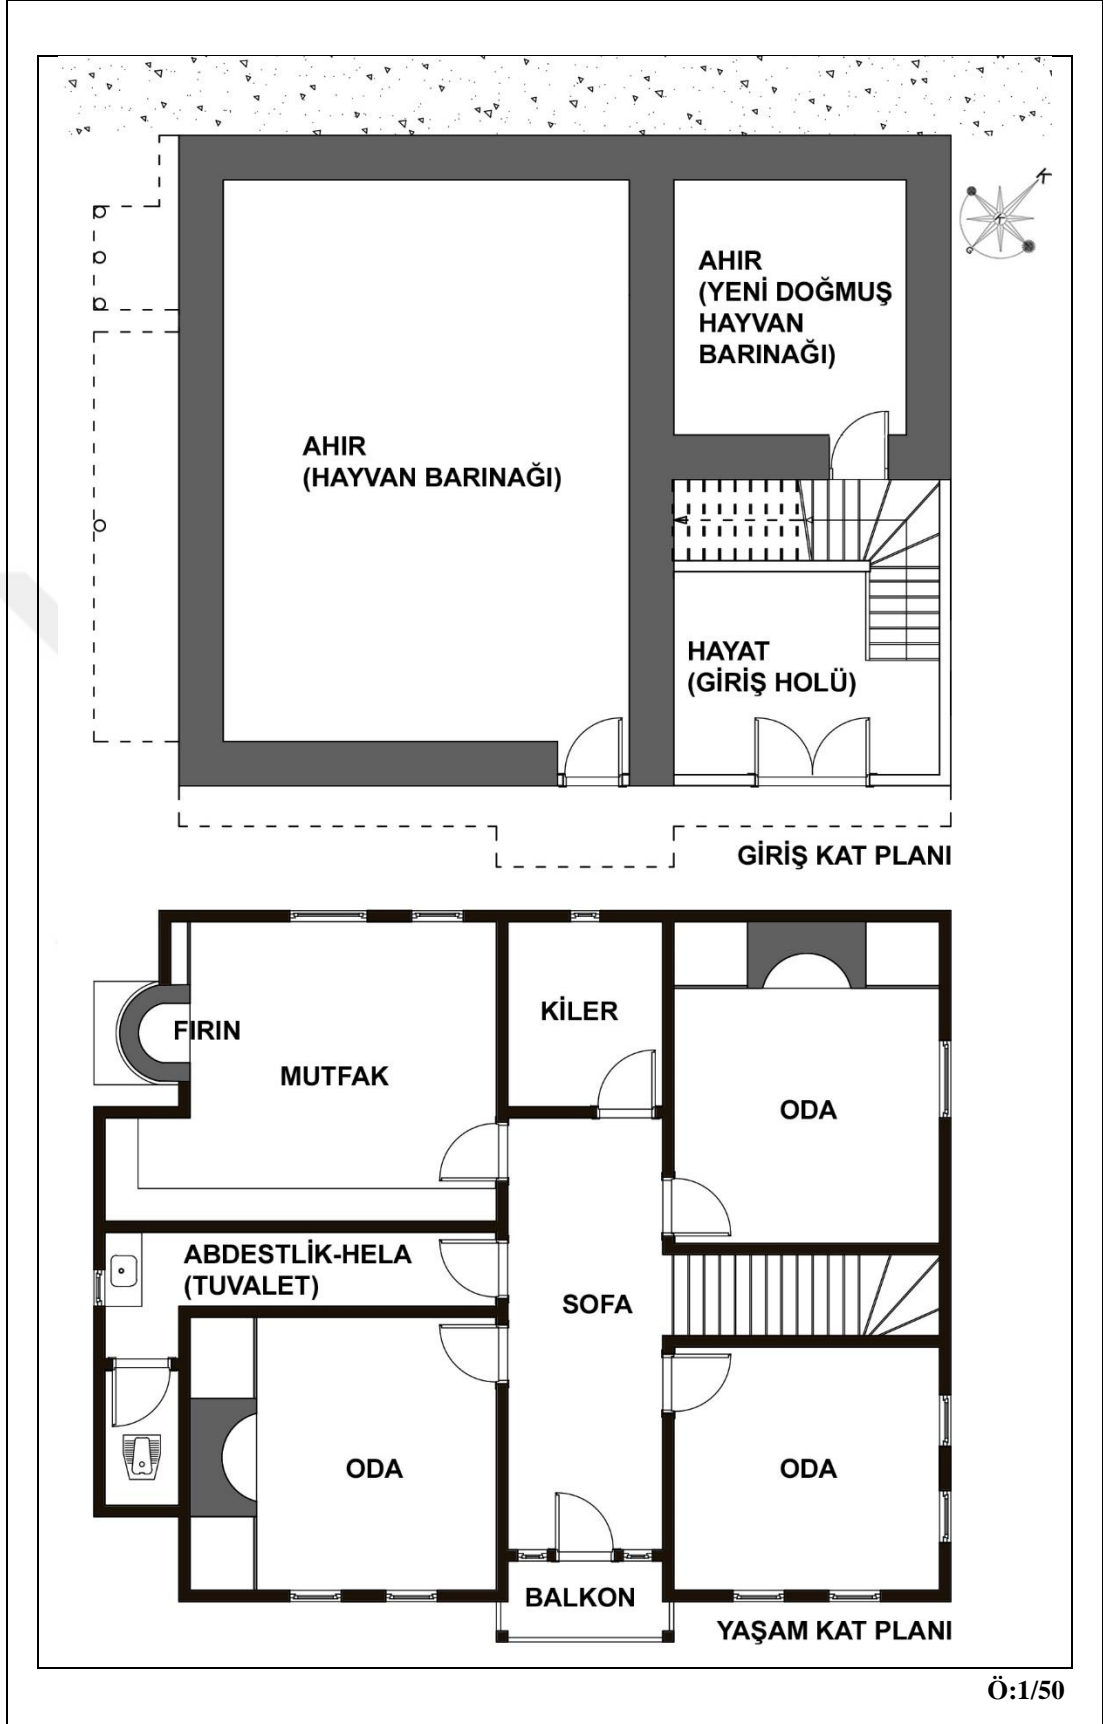 K
K
AHIR
(YENİ DOĞMUŞ
HAYVAN
BARINAĞI)
AHIR
(HAYVAN BARINAĞI)
HAYAT
(GİRİŞ HOLÜ)
GİRİŞ KAT PLANI
KİLER
FIRIN
MUTFAK
ODA
ABDESTLİK-HELA
(TUVALET)
SOFA
ODA
ODA
BALKON
YAŞAM KAT PLANI
Ö:1/50